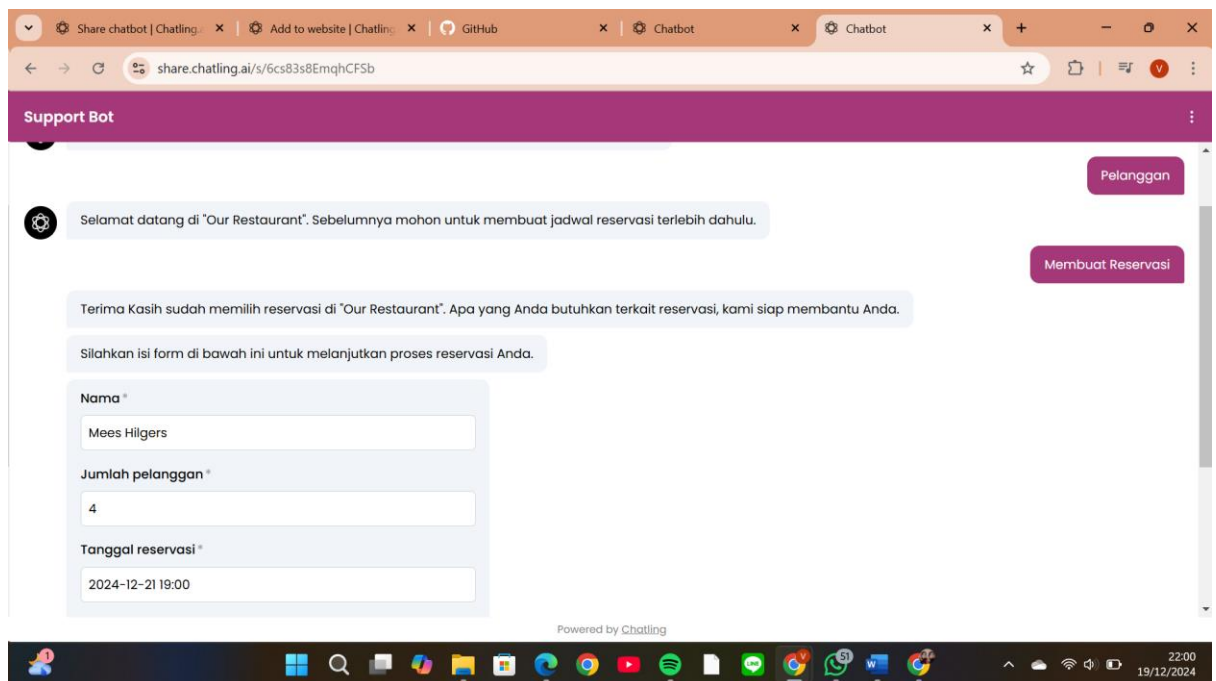 Share chatbot | Chatling.
Add to website | Chatling
GitHub
Chatbot
Chatbot
share.chatling.ai/s/6cs83s8EmqhCFSb
V
Support Bot
Pelanggan
Selamat datang di "Our Restaurant". Sebelumnya mohon untuk membuat jadwal reservasi terlebih dahulu.
Membuat Reservasi
Terima Kasih sudah memilih reservasi di "Our Restaurant". Apa yang Anda butuhkan terkait reservasi, kami siap membantu Anda.
Silahkan isi form di bawah ini untuk melanjutkan proses reservasi Anda.
Nama *
Mees Hilgers
Jumlah pelanggan *
4
Tanggal reservasi *
2024-12-21 19:00
Powered by Chatling
1
LINE
V
51
W
22:00
19/12/2024